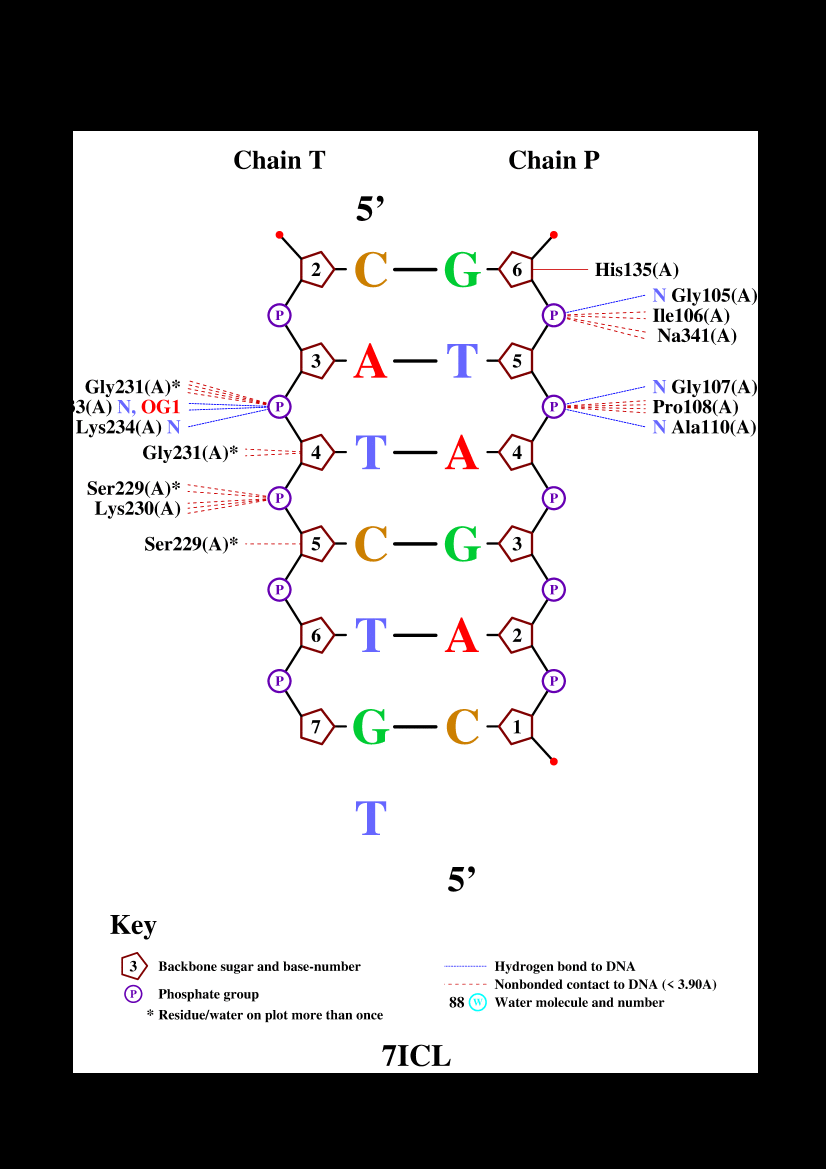 Chain T Chain P
5’
2 C G 6 His135(A)
N Gly105(A)
P P Ile106(A)
Na341(A)
3 A T 5
Gly231(A)* N Gly107(A)
33(A) N, OG1 P P Pro108(A)
Lys234(A) N N Ala110(A)
Gly231(A)* 4 T A 4
Ser229(A)* P P
Lys230(A)
Ser229(A)* 5 C G 3
P P
6 T A 2
P P
7 G C 1
T
5’
Key
3 Backbone sugar and base-number Hydrogen bond to DNA
Nonbonded contact to DNA (< 3.90A)
P Phosphate group 88 W Water molecule and number
* Residue/water on plot more than once
7ICL